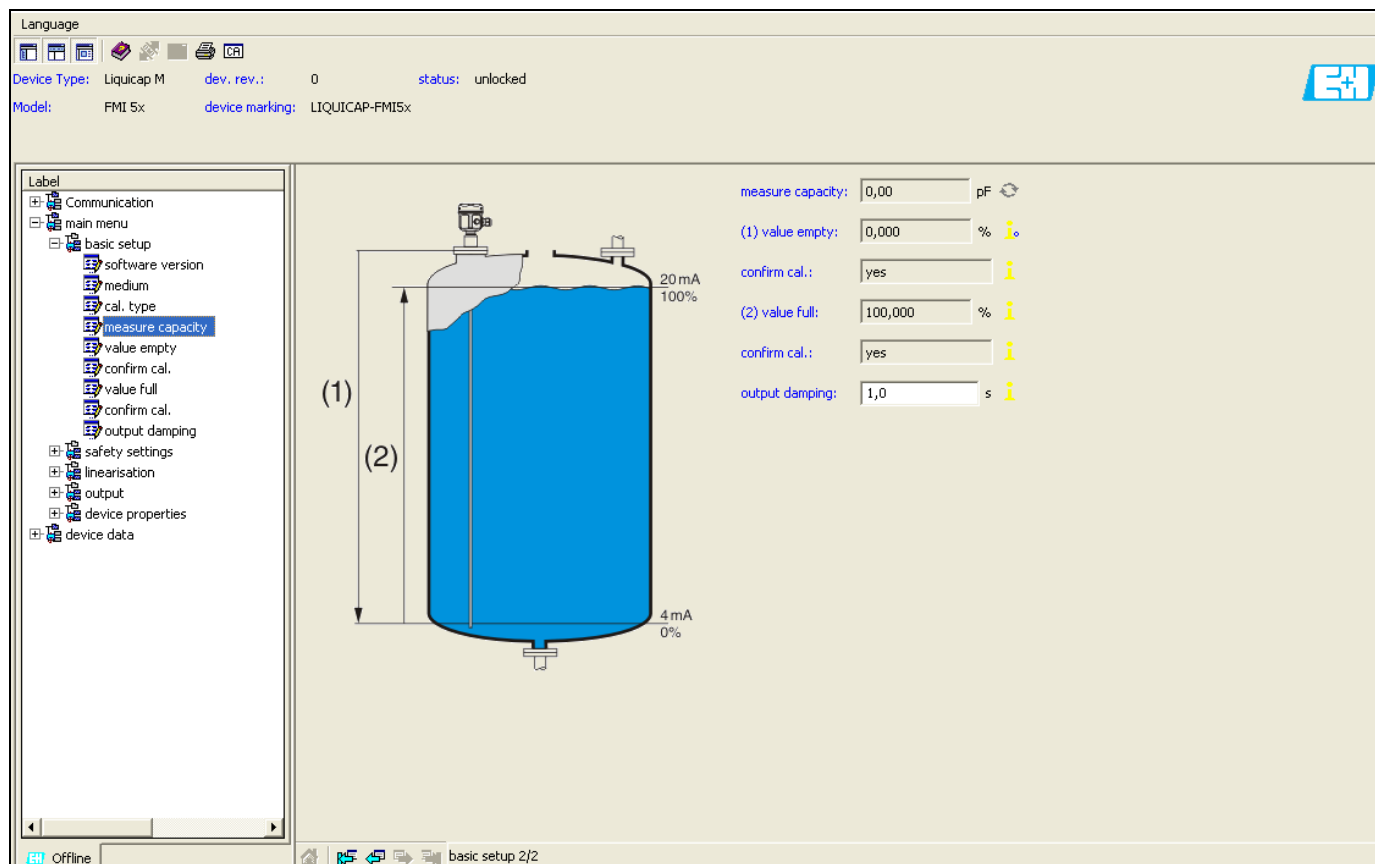 Language
CA
Device Type: Liquicap M dev. rev.: 0 status: unlocked
Model: FMI 5x device marking: LIQUICAP-FMI5x
E+H
Label
Communication
main menu
basic setup
software version
medium
cal. type
measure capacity
value empty
confirm cal.
value full
confirm cal.
output damping
safety settings
linearisation
output
device properties
device data
(1)
(2)
20 mA
100%
4 mA
0%
measure capacity: 0,00 pF
(1) value empty: 0,000 %
confirm cal.: yes
(2) value full: 100,000 %
confirm cal.: yes
output damping: 1,0 s
Offline
basic setup 2/2